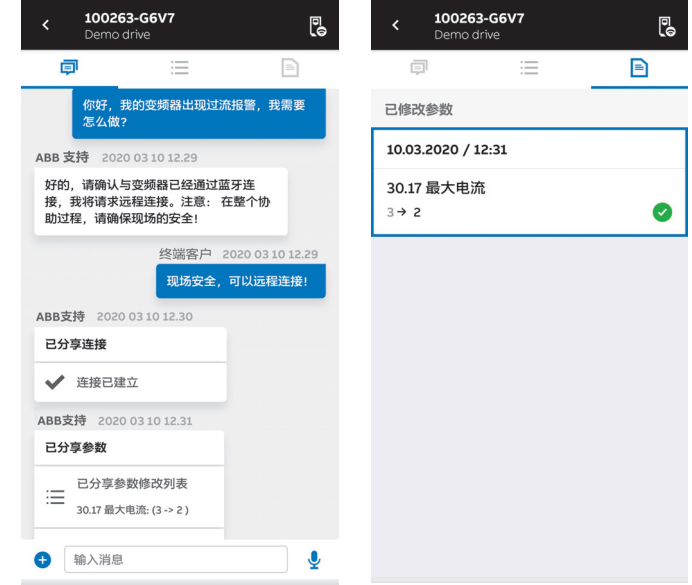 100263-G6V7
Demo drive
你好，我的变频器出现过流报警，我需要
怎么做?
ABB 支持 2020 03 10 12.29
好的，请确认与变频器已经通过蓝牙连
接，我将请求远程连接。注意： 在整个协
助过程，请确保现场的安全!
终端客户 2020 03 10 12.29
现场安全，可以远程连接!
ABB支持 2020 03 10 12.30
已分享连接
连接已建立
ABB支持 2020 03 10 12.31
已分享参数
已分享参数修改列表
30.17 最大电流: (3 -> 2 )
输入消息
100263-G6V7
Demo drive
已修改参数
10.03.2020 / 12:31
30.17 最大电流
3 → 2